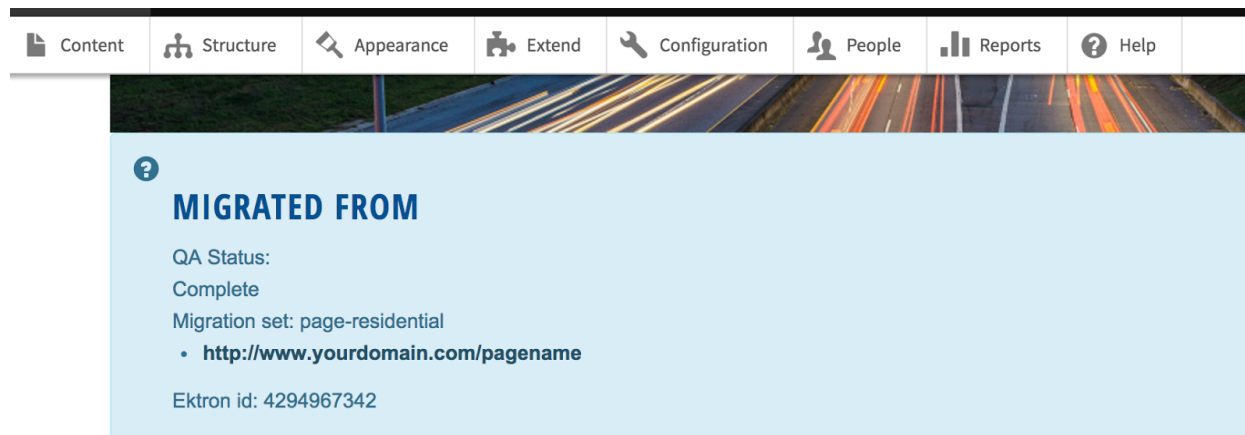 Content Structure Appearance Extend Configuration People Reports Help
MIGRATED FROM
QA Status:
Complete
Migration set: page-residential
• http://www.yourdomain.com/pagename
Ektron id: 4294967342